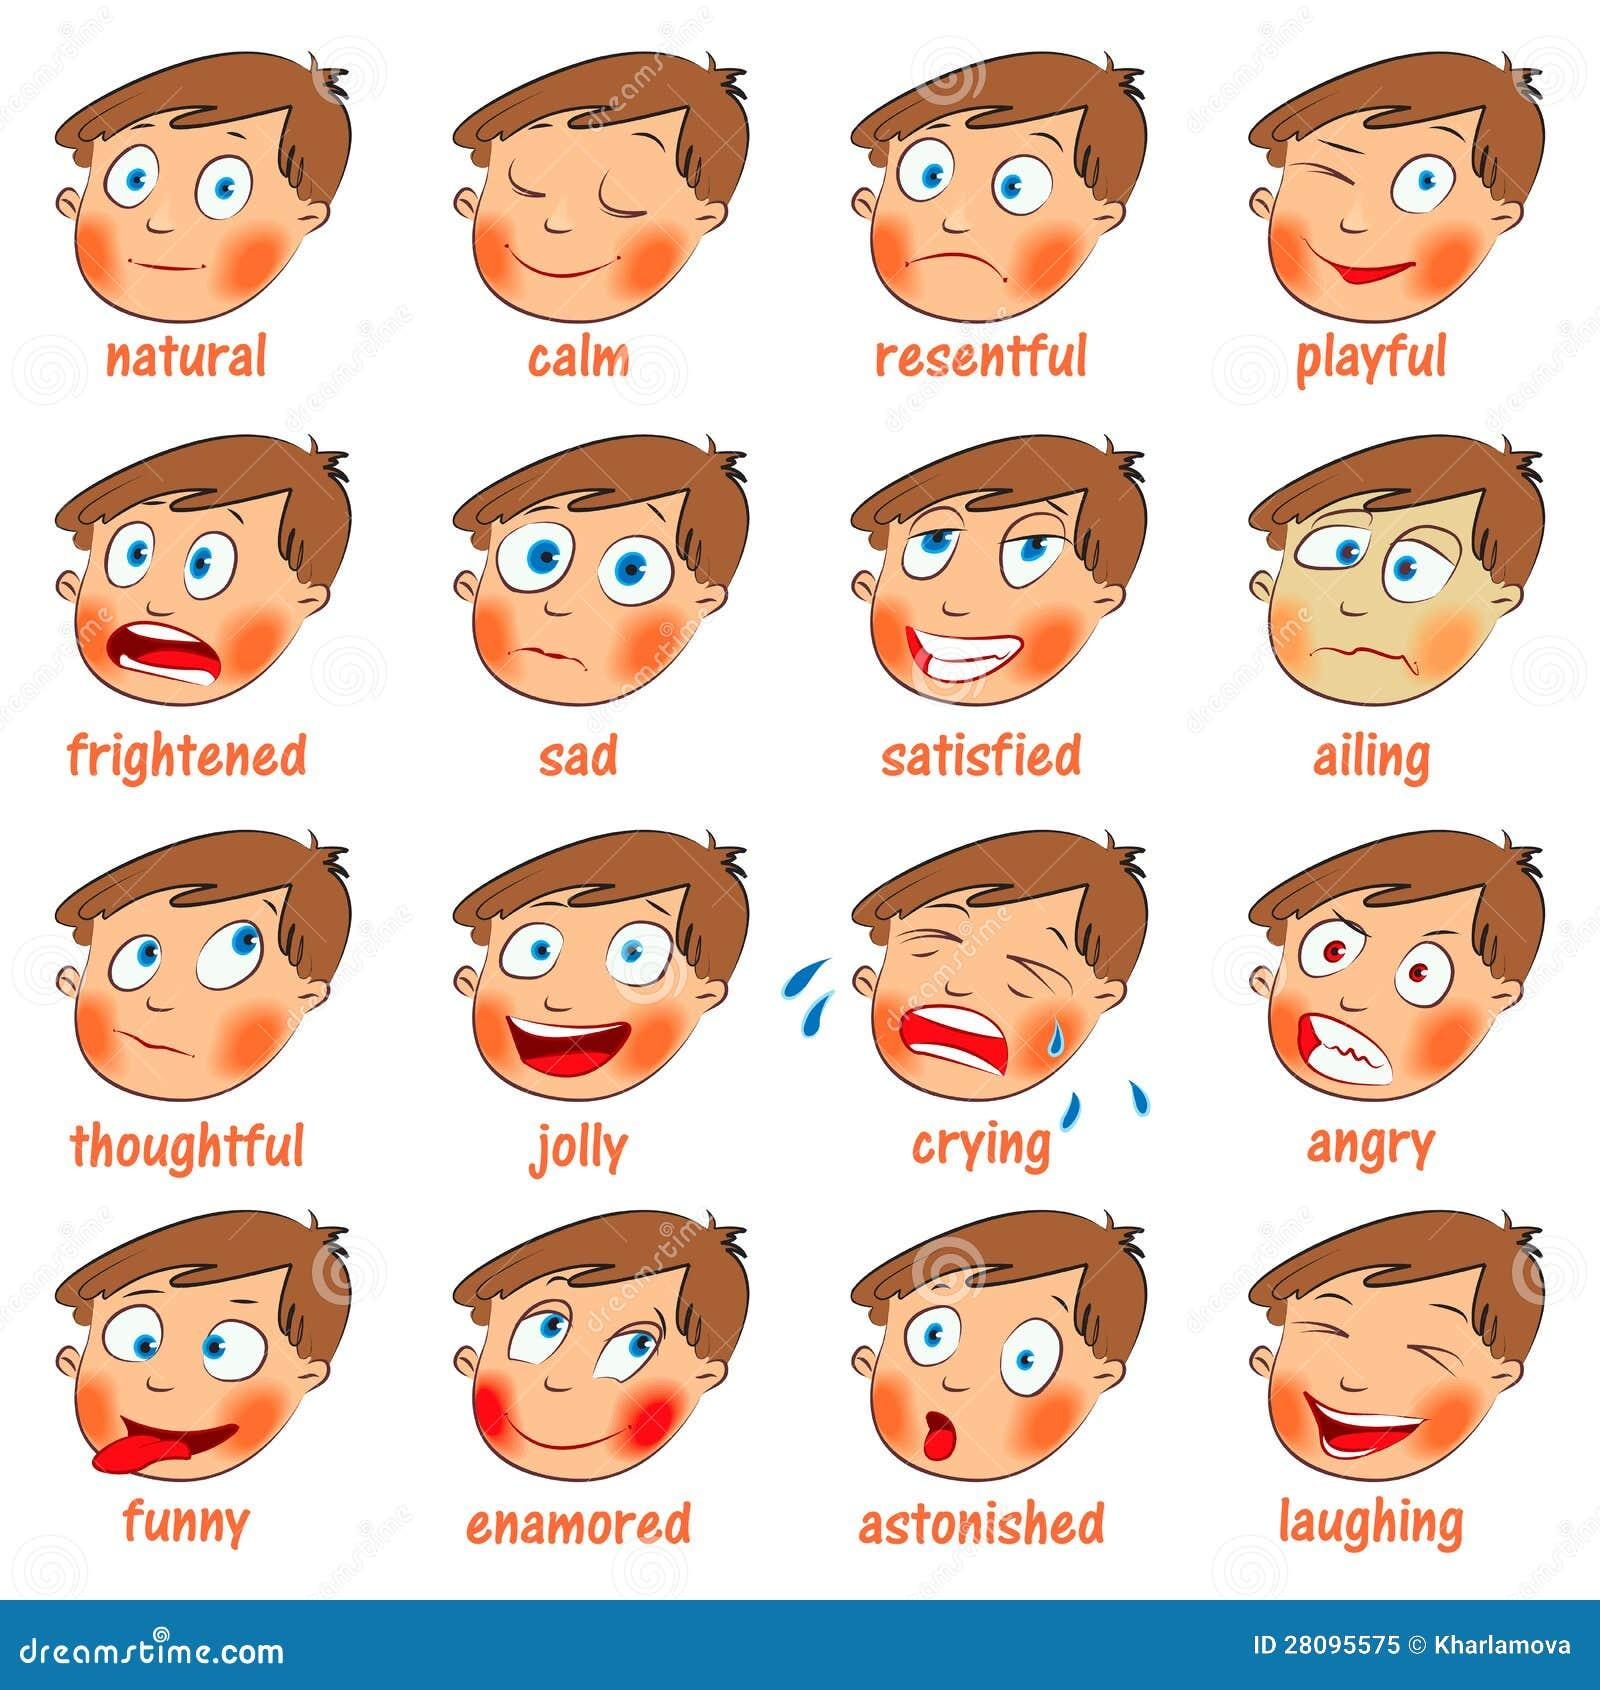 natural calm resentful playful
frightened sad satisfied ailing
thoughtful jolly crying angry
funny enamored astonished laughing
dreamstime.com ID 28095575 © Kharlamova